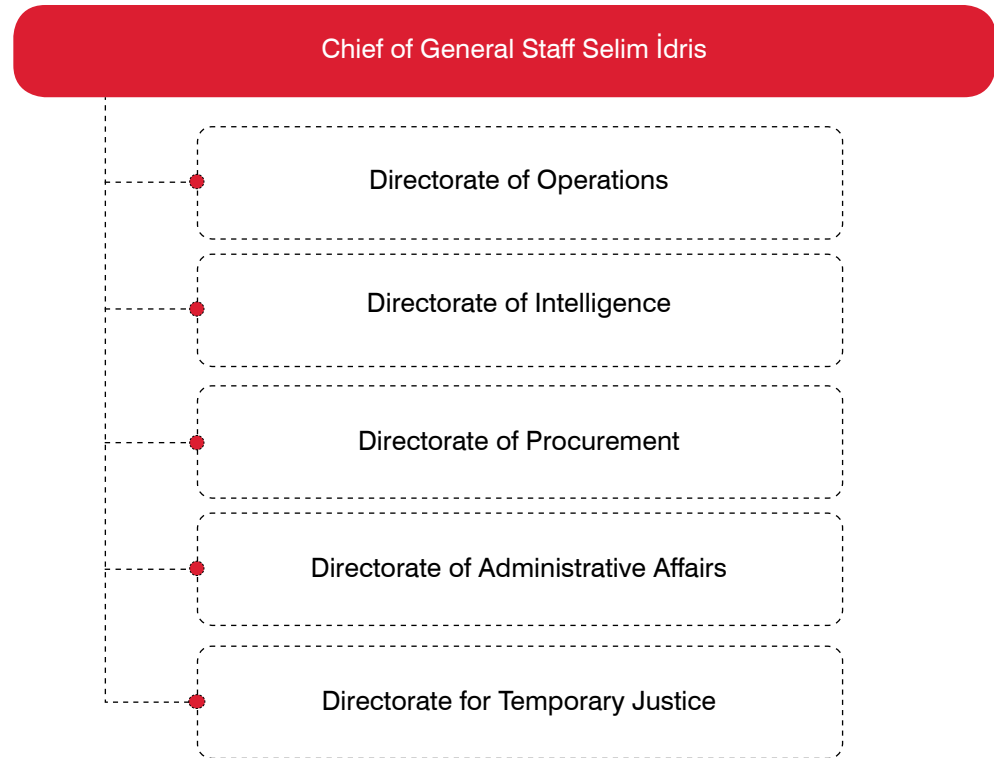 Chief of General Staff Selim İdris
Directorate of Operations
Directorate of Intelligence
Directorate of Procurement
Directorate of Administrative Affairs
Directorate for Temporary Justice